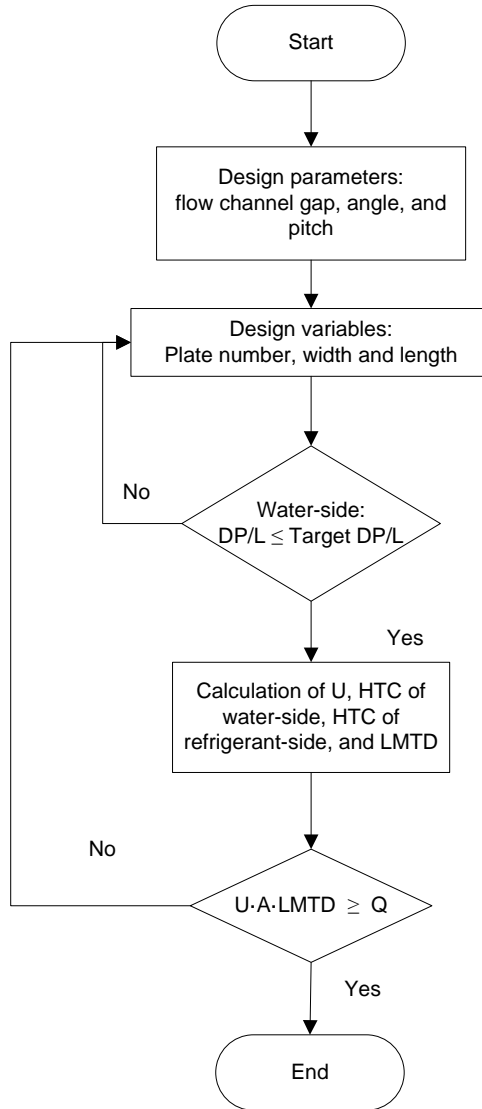 Start
Design parameters:
flow channel gap, angle, and
pitch
Design variables:
Plate number, width and length
No
Water-side:
DP/L ≤ Target DP/L
Yes
Calculation of U, HTC of
water-side, HTC of
refrigerant-side, and LMTD
No
U·A·LMTD ≥ Q
Yes
End